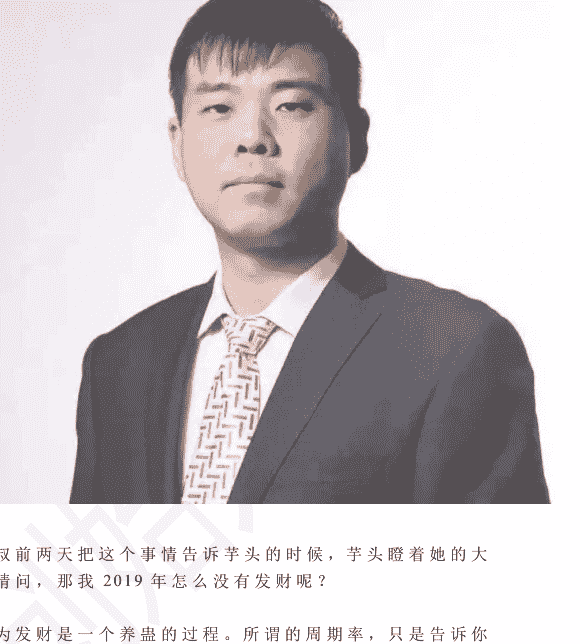 叔前两天把这个事情告诉芋头的时候，芋头瞪着她的大
睛问，那我 2019 年怎么没有发财呢？
为发财是一个养蛊的过程。所谓的周期率，只是告诉你